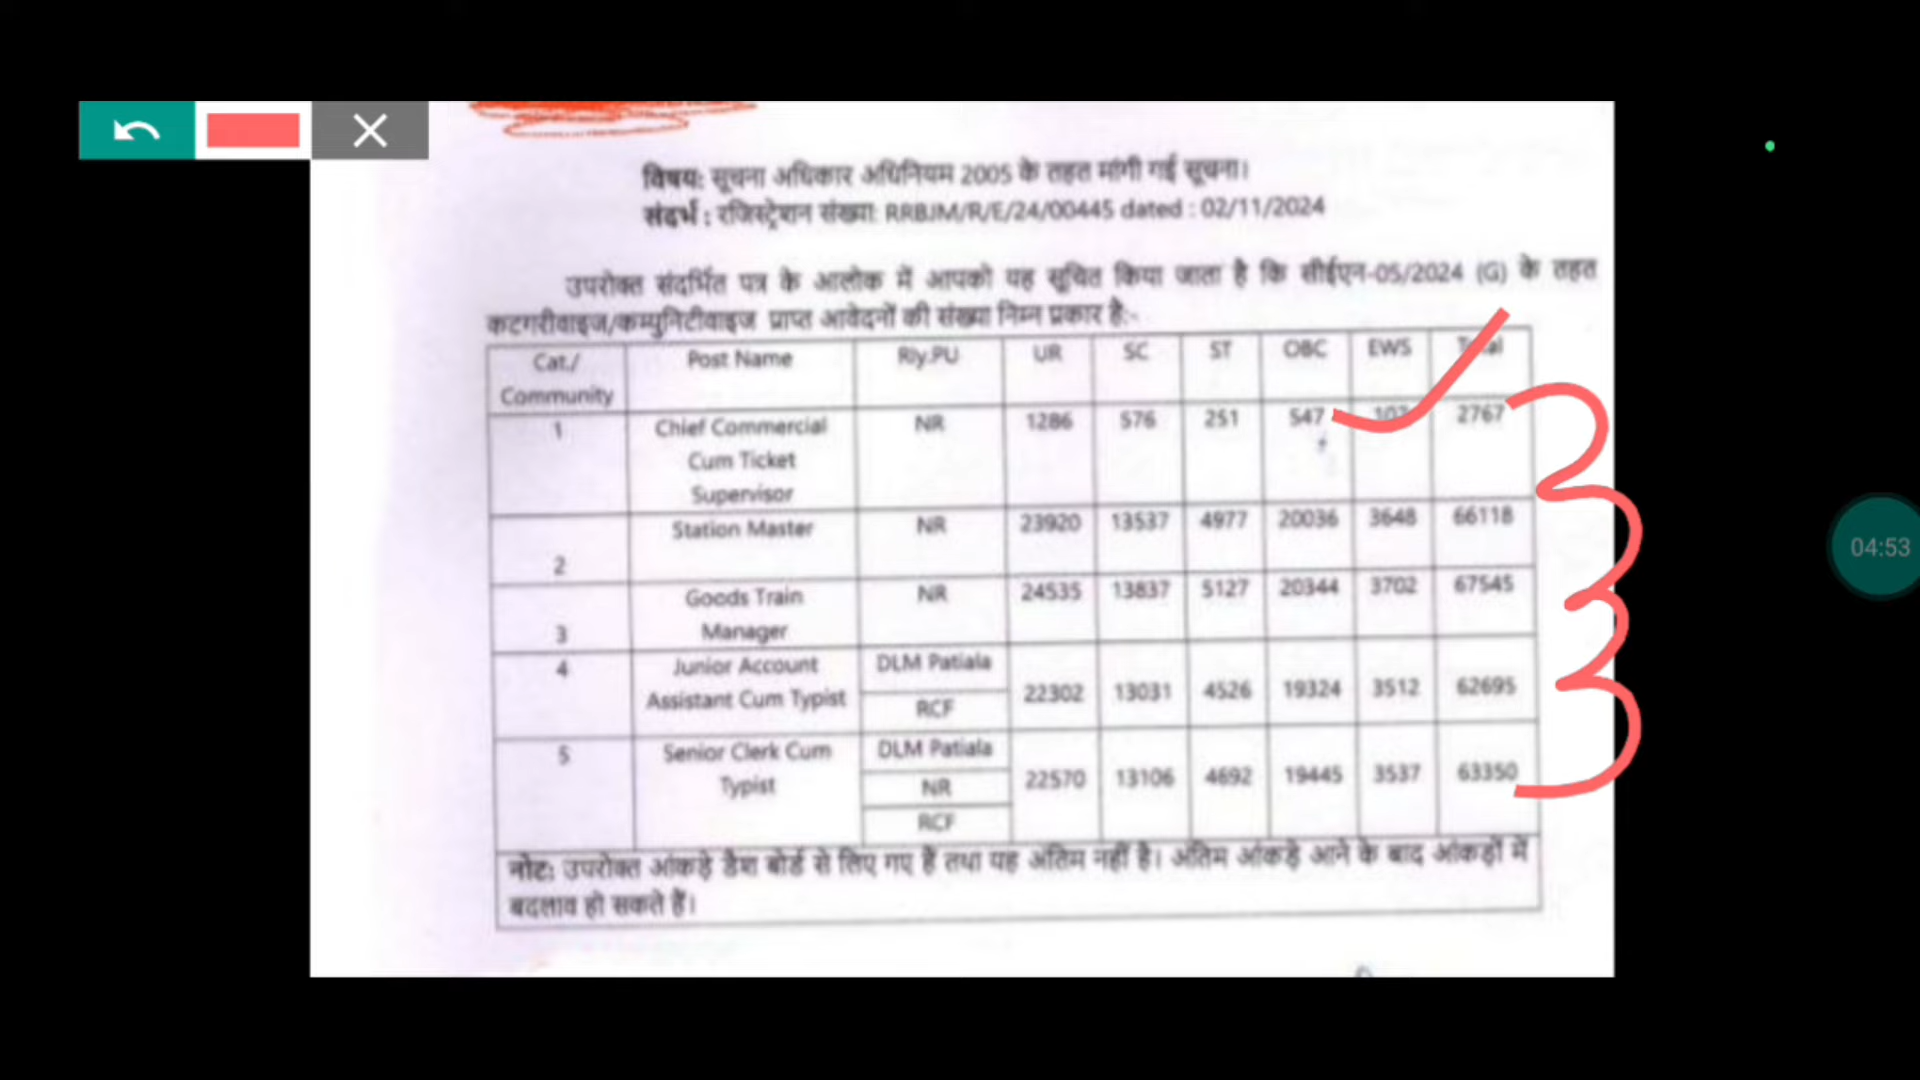 विषय: सूचना अधिकार अधिनियम 2005 के तहत मांगी गई सूचना।
संदर्भ : रजिस्ट्रेशन संख्या: RRBJM/R/E/24/00445 dated : 02/11/2024
उपरोक्त संदर्भित पत्र के आलोक में आपको यह सूचित किया जाता है कि सीईएन-05/2024 (G) के तहत
कटगरीवाइज/कम्युनिटीवाइज प्राप्त आवेदनों की संख्या निम्न प्रकार है:-
Cat./ Community Post Name Rly.PU UR SC ST OBC EWS
1 Chief Commercial Cum Ticket Supervisor NR 1286 576 251 547 2767
2 Station Master NR 23920 13537 4977 20036 3648 66118
3 Goods Train Manager NR 24535 13837 5127 20344 3702 67545
4 Junior Account Assistant Cum Typist DLM Patiala RCF 22302 13031 4526 19324 3512 62695
5 Senior Clerk Cum Typist DLM Patiala NR RCF 22570 13106 4692 19445 3537 63350
नोट: उपरोक्त आंकड़े डैश बोर्ड से लिए गए हैं तथा यह अंतिम नहीं है। अंतिम आंकड़े आने के बाद आंकड़ों में
बदलाव हो सकते हैं।
04:53